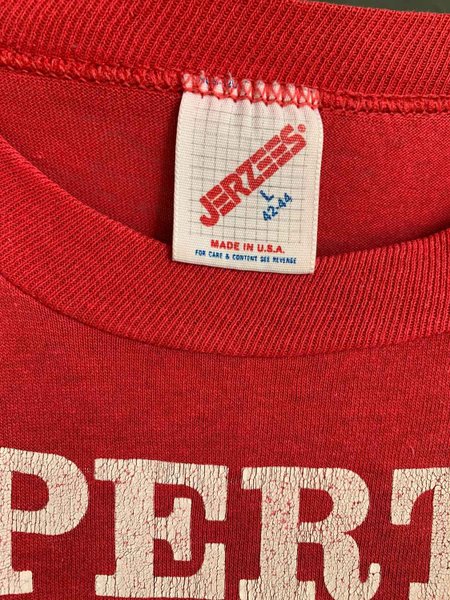 JERZEES®
L
42-44
MADE IN U.S.A.
FOR CARE & CONTENT SEE REVERSE
PERT